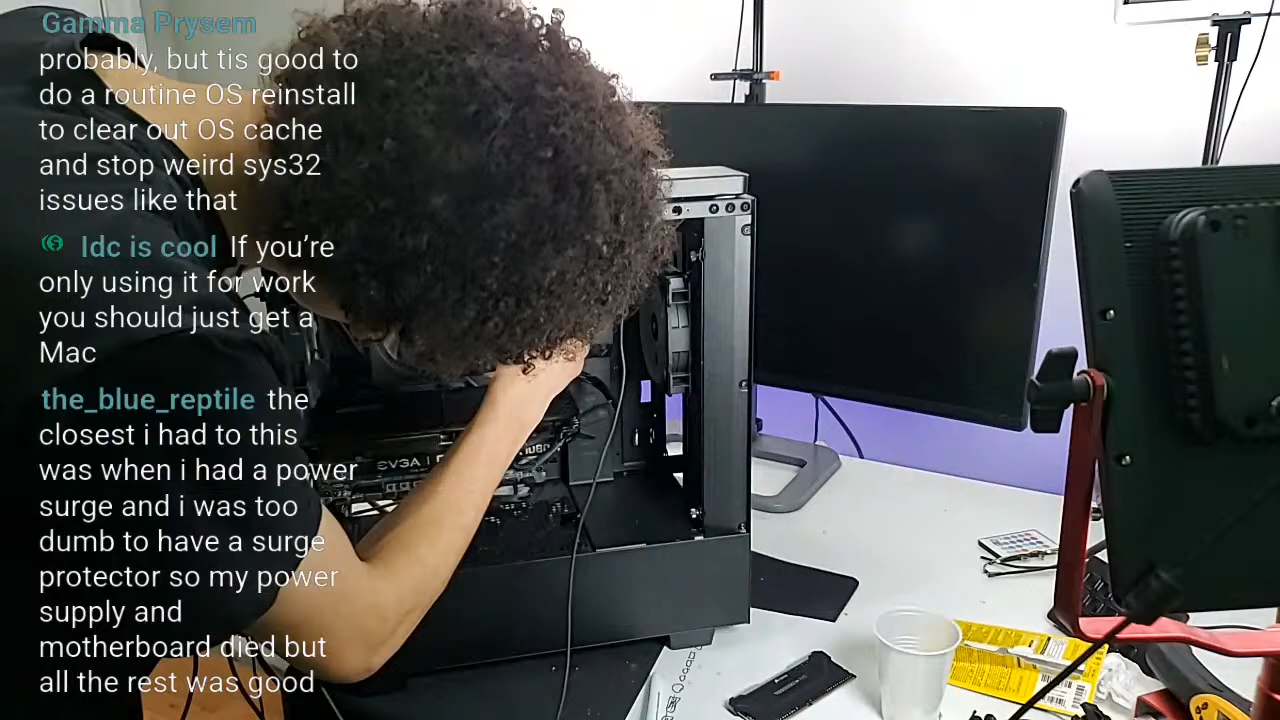 Gamma Prysem
probably, but tis good to
do a routine OS reinstall
to clear out OS cache
and stop weird sys32
issues like that
Idc is cool If you're
only using it for work
you should just get a
Mac
the_blue_reptile the
closest i had to this
was when i had a power
surge and i was too
dumb to have a surge
protector so my power
supply and
motherboard died but
all the rest was good
EVGA